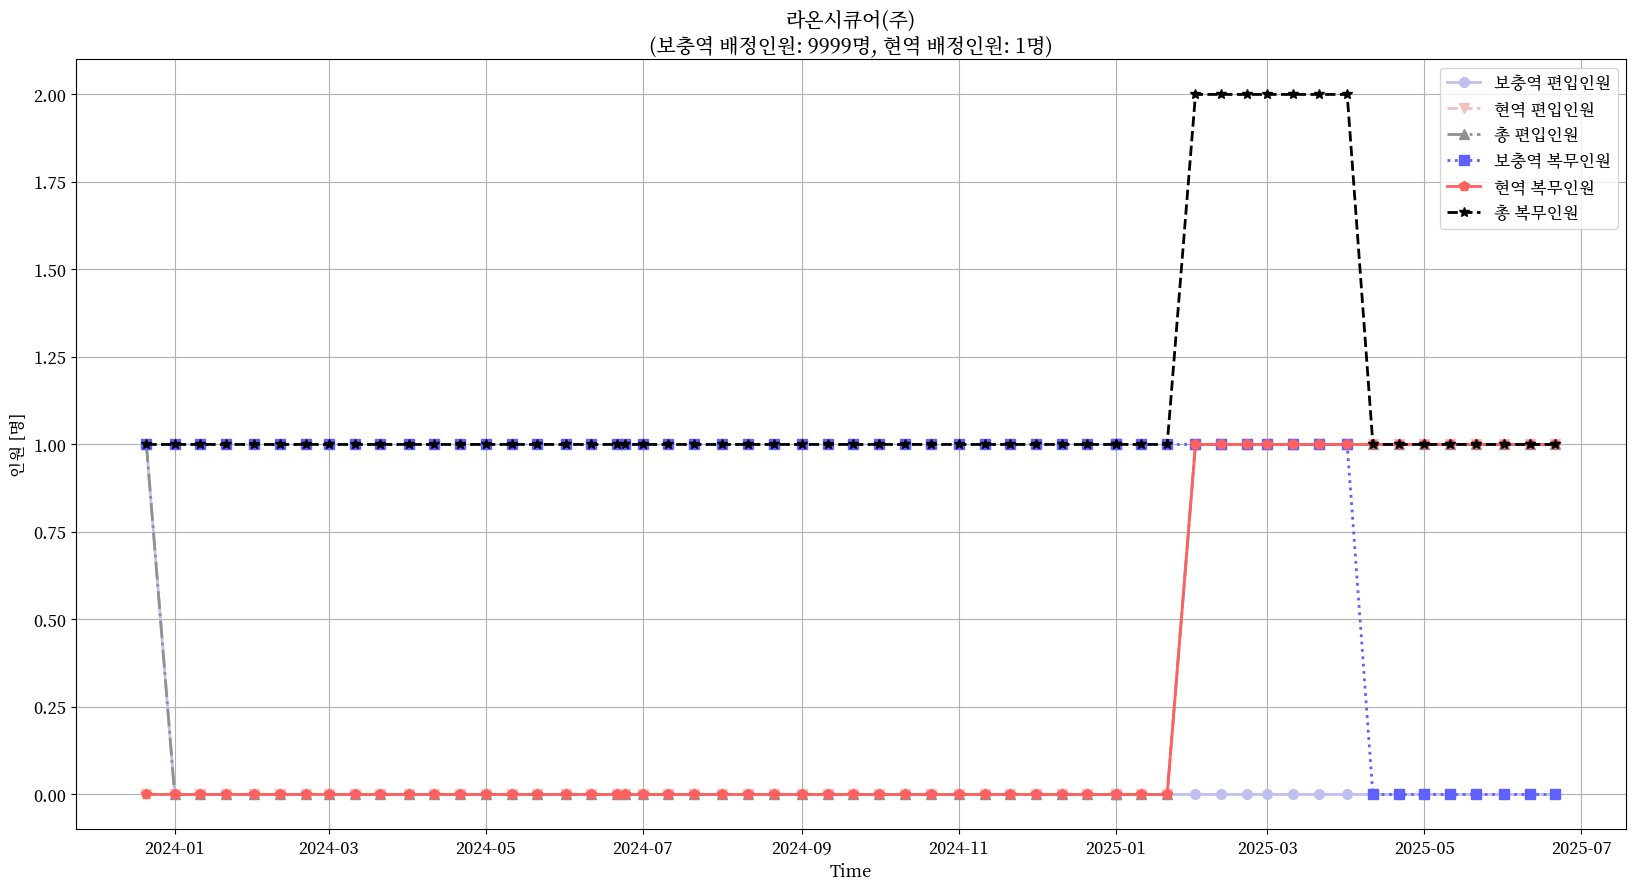 라온시큐어(주)
(보충역 배정인원: 9999명, 현역 배정인원: 1명)
보충역 편입인원
현역 편입인원
총 편입인원
보충역 복무인원
현역 복무인원
총 복무인원
2.00
1.75
1.50
1.25
1.00
0.75
0.50
0.25
0.00
인원 [명]
2024-01 2024-03 2024-05 2024-07 2024-09 2024-11 2025-01 2025-03 2025-05 2025-07
Time